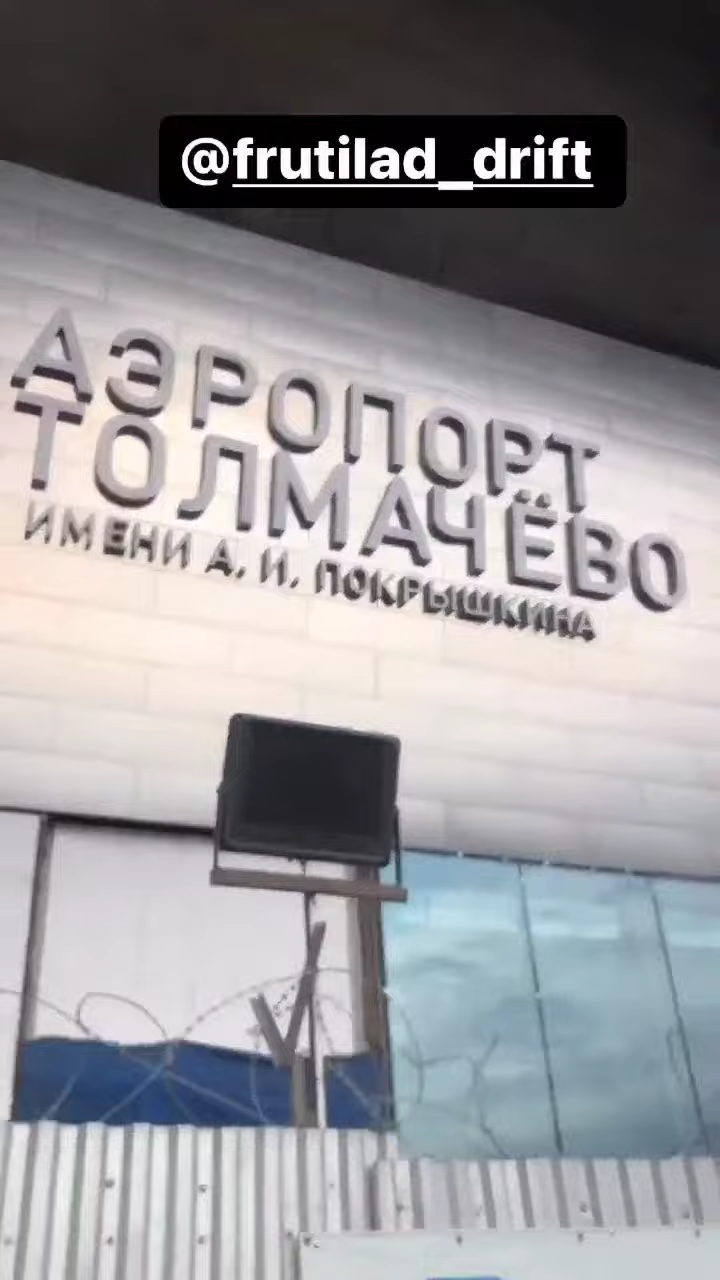 @frutilad_drift
АЭРОПОРТ
ТОЛМАЧЁВО
ИМЕНИ А. И. ПОКРЫШКИНА